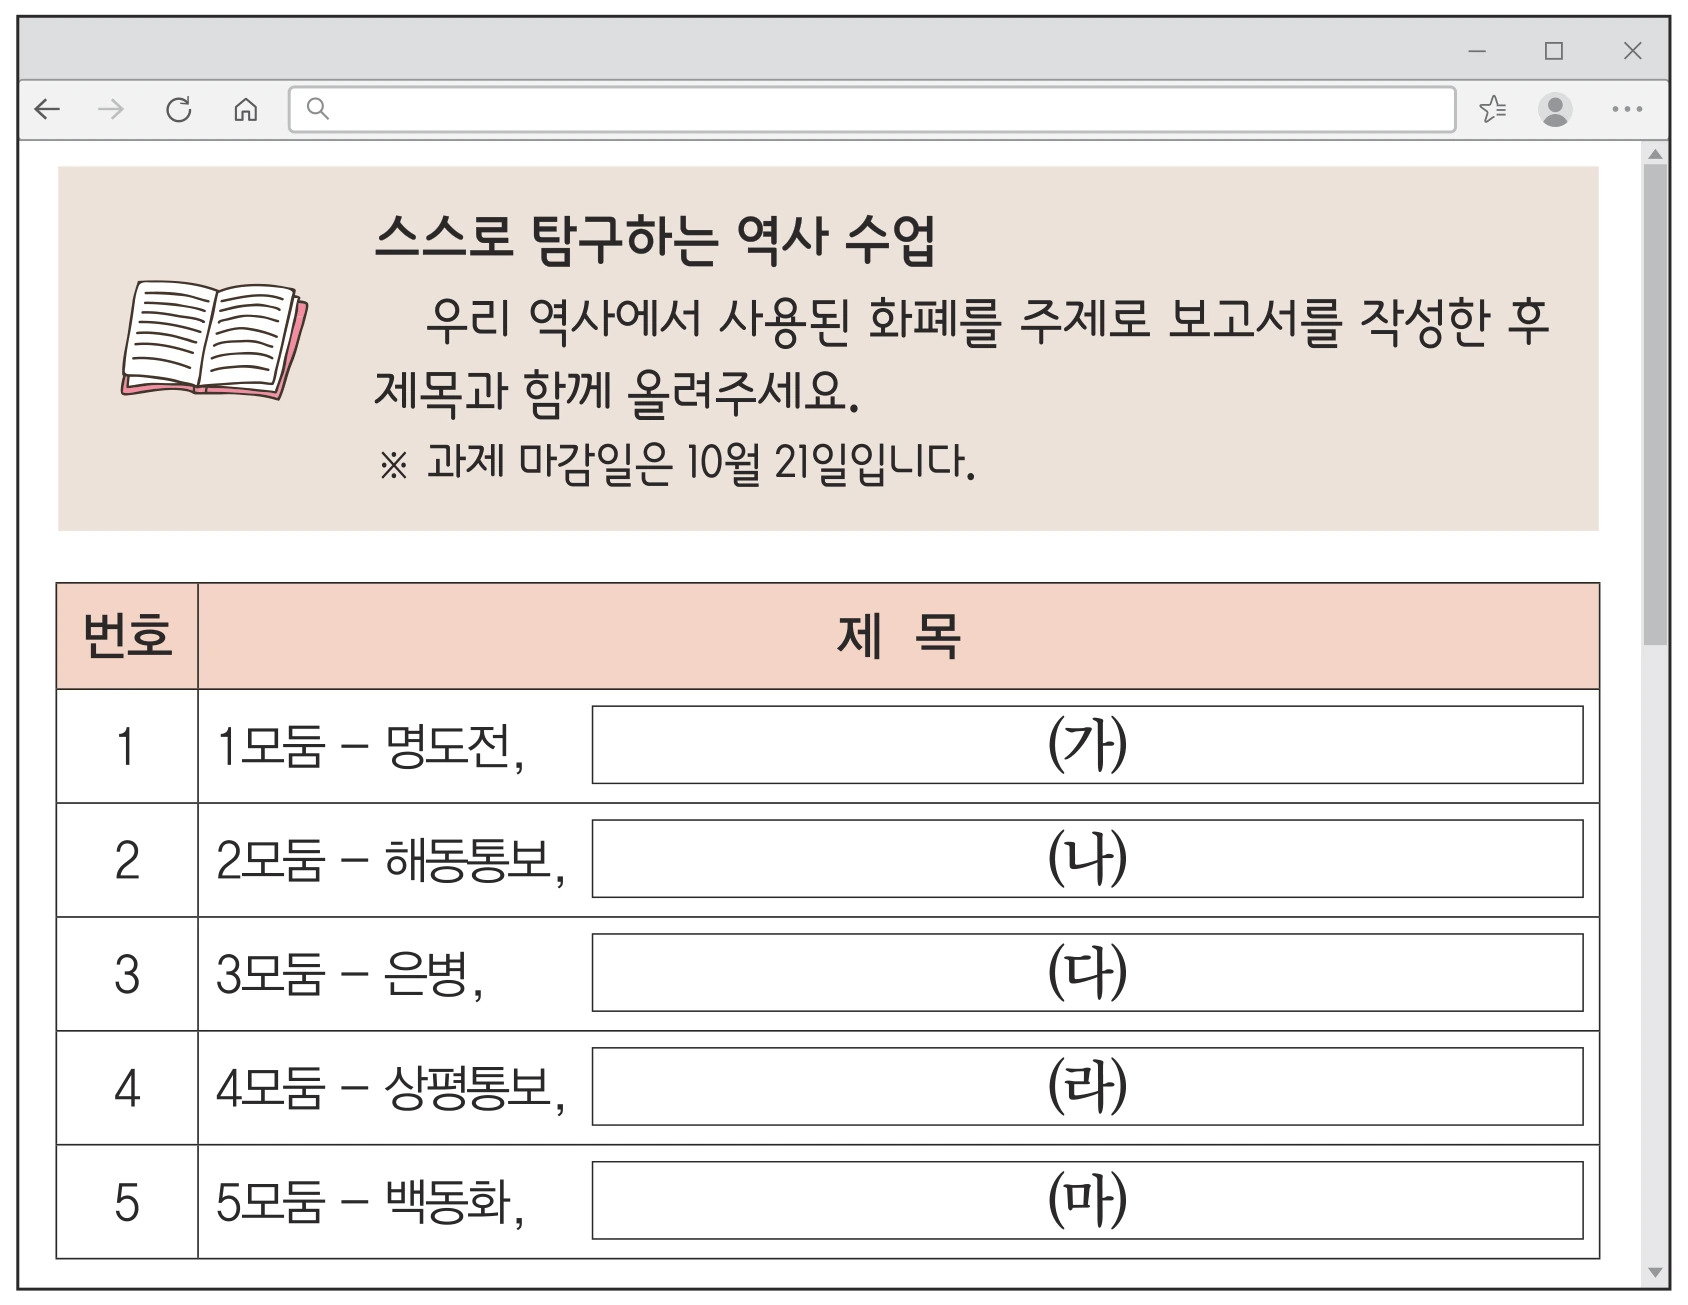 스스로 탐구하는 역사 수업
우리 역사에서 사용된 화폐를 주제로 보고서를 작성한 후
제목과 함께 올려주세요.
※ 과제 마감일은 10월 21일입니다.
번호 제 목
1 1모둠 - 명도전, (가)
2 2모둠 - 해동통보, (나)
3 3모둠 - 은병, (다)
4 4모둠 - 상평통보, (라)
5 5모둠 - 백동화, (마)